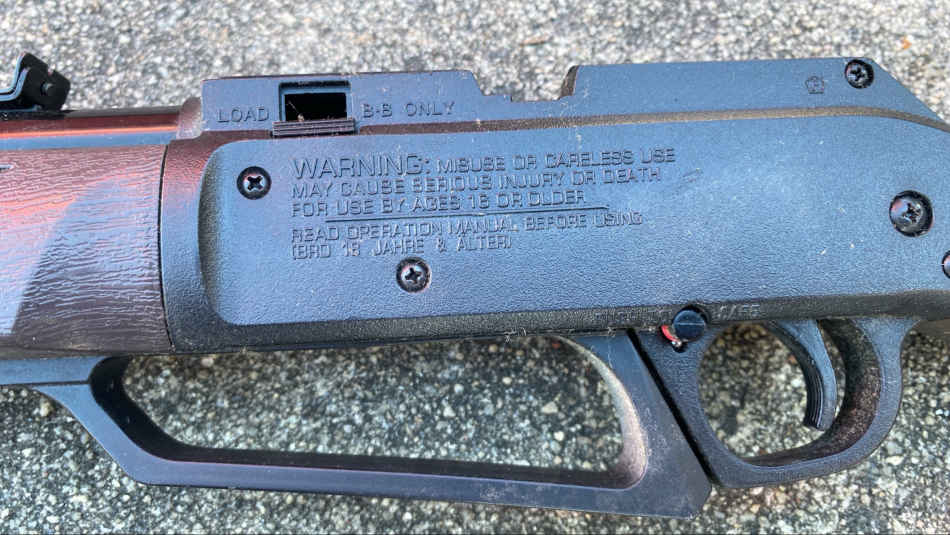 LOAD B-B ONLY
WARNING: MISUSE OR CARELESS USE
MAY CAUSE SERIOUS INJURY OR DEATH
FOR USE BY AGES 16 OR OLDER
READ OPERATION MANUAL BEFORE USING
(BRD 18 JAHRE & ALTER)